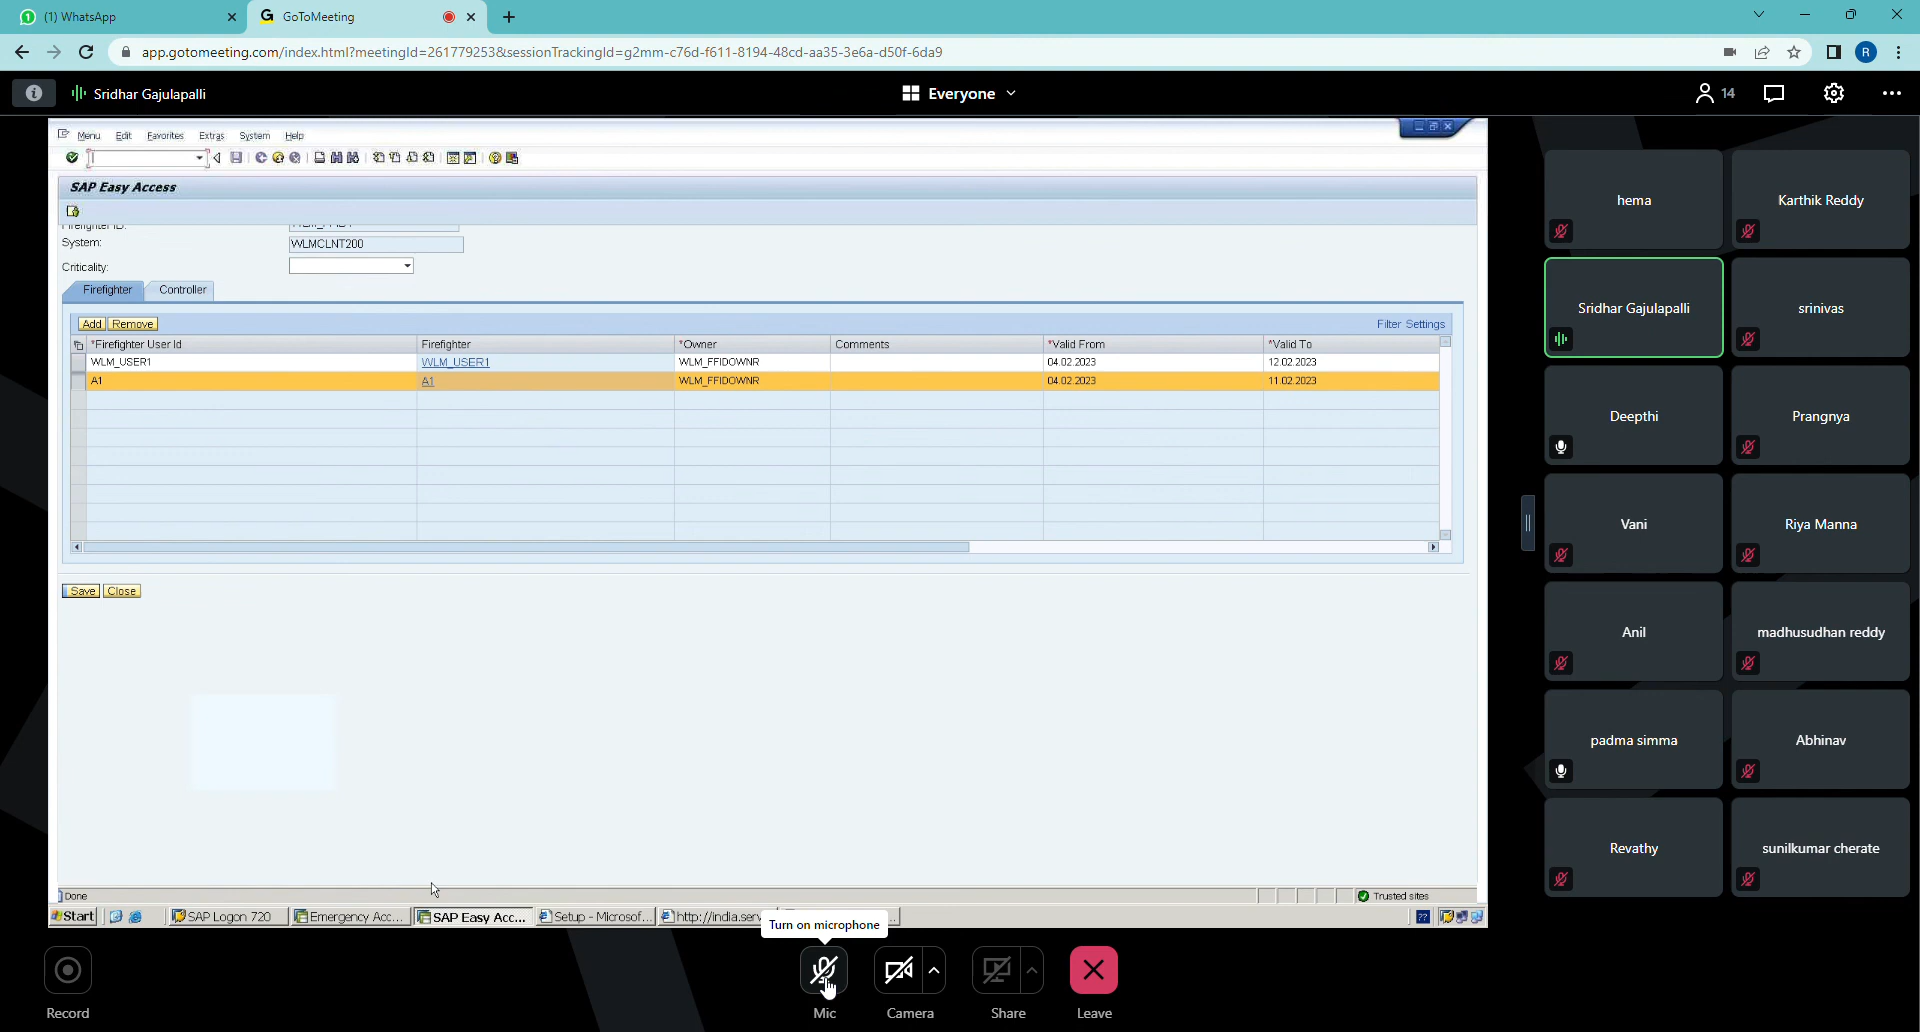 (1) WhatsApp
GoToMeeting
app.gotomeeting.com/index.html?meetingId=261779253&sessionTrackingId=g2mm-c76d-f611-8194-48cd-aa35-3e6a-d50f-6da9
R
Sridhar Gajulapalli
Everyone
14
Menu Edit Favorites Extras System Help
SAP Easy Access
System: WLMCLNT200
Criticality:
Firefighter Controller
Add Remove Filter Settings
*Firefighter User Id Firefighter *Owner Comments *Valid From *Valid To
WLM_USER1 WLM_USER1 WLM_FFIDOWNR 04.02.2023 12.02.2023
A1 A1 WLM_FFIDOWNR 04.02.2023 11.02.2023
Save Close
Done Trusted sites
Start SAP Logon 720 Emergency Acc... SAP Easy Acc... Setup - Microsof... http://india.serv ...
??
Turn on microphone
hema
Karthik Reddy
Sridhar Gajulapalli
srinivas
Deepthi
Prangnya
Vani
Riya Manna
Anil
madhusudhan reddy
padma simma
Abhinav
Revathy
sunilkumar cherate
Record
Mic
Camera
Share
Leave